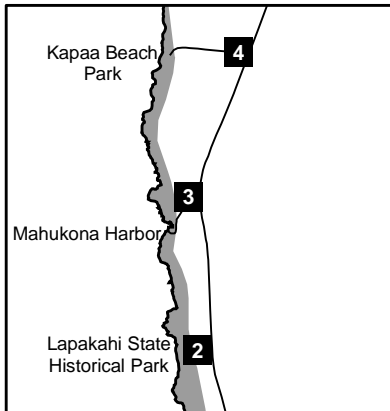 Kapaa Beach
Park
4
3
Mahukona Harbor
Lapakahi State
Historical Park
2